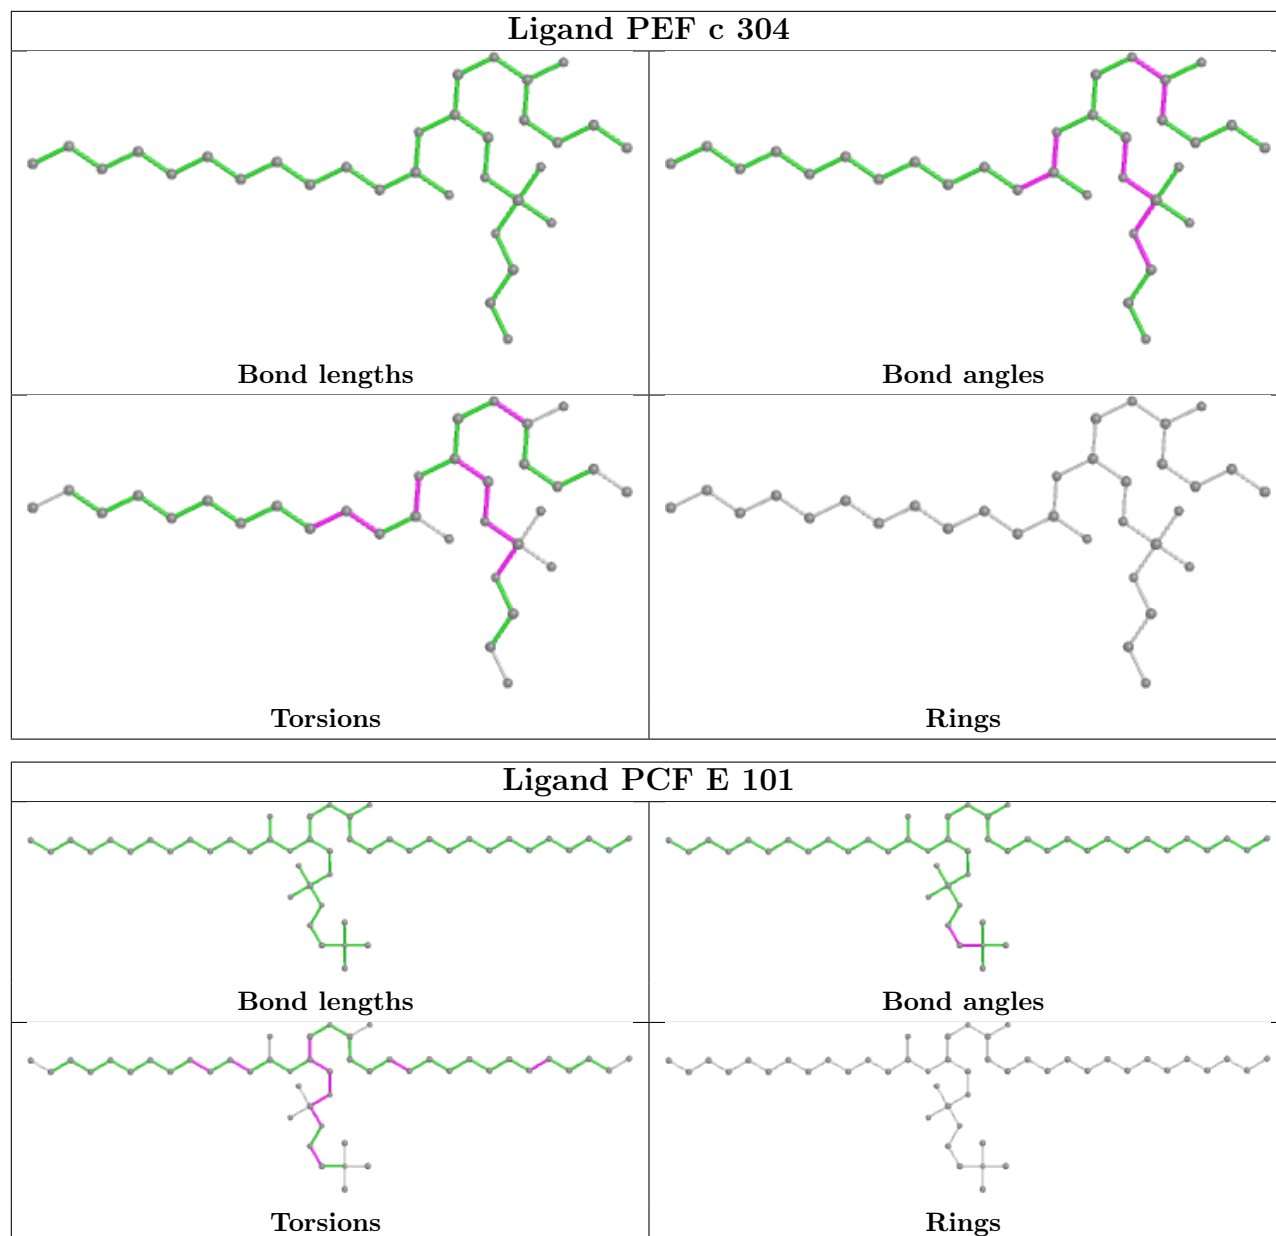 Ligand PEF c 304
Bond lengths
Bond angles
Torsions
Rings
Ligand PCF E 101
Bond lengths
Bond angles
Torsions
Rings